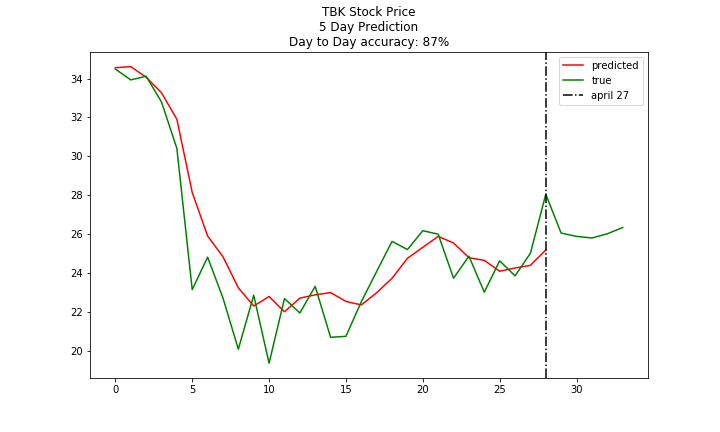 TBK Stock Price
5 Day Prediction
Day to Day accuracy: 87%
predicted
true
april 27
34
32
30
28
26
24
22
20
0 5 10 15 20 25 30